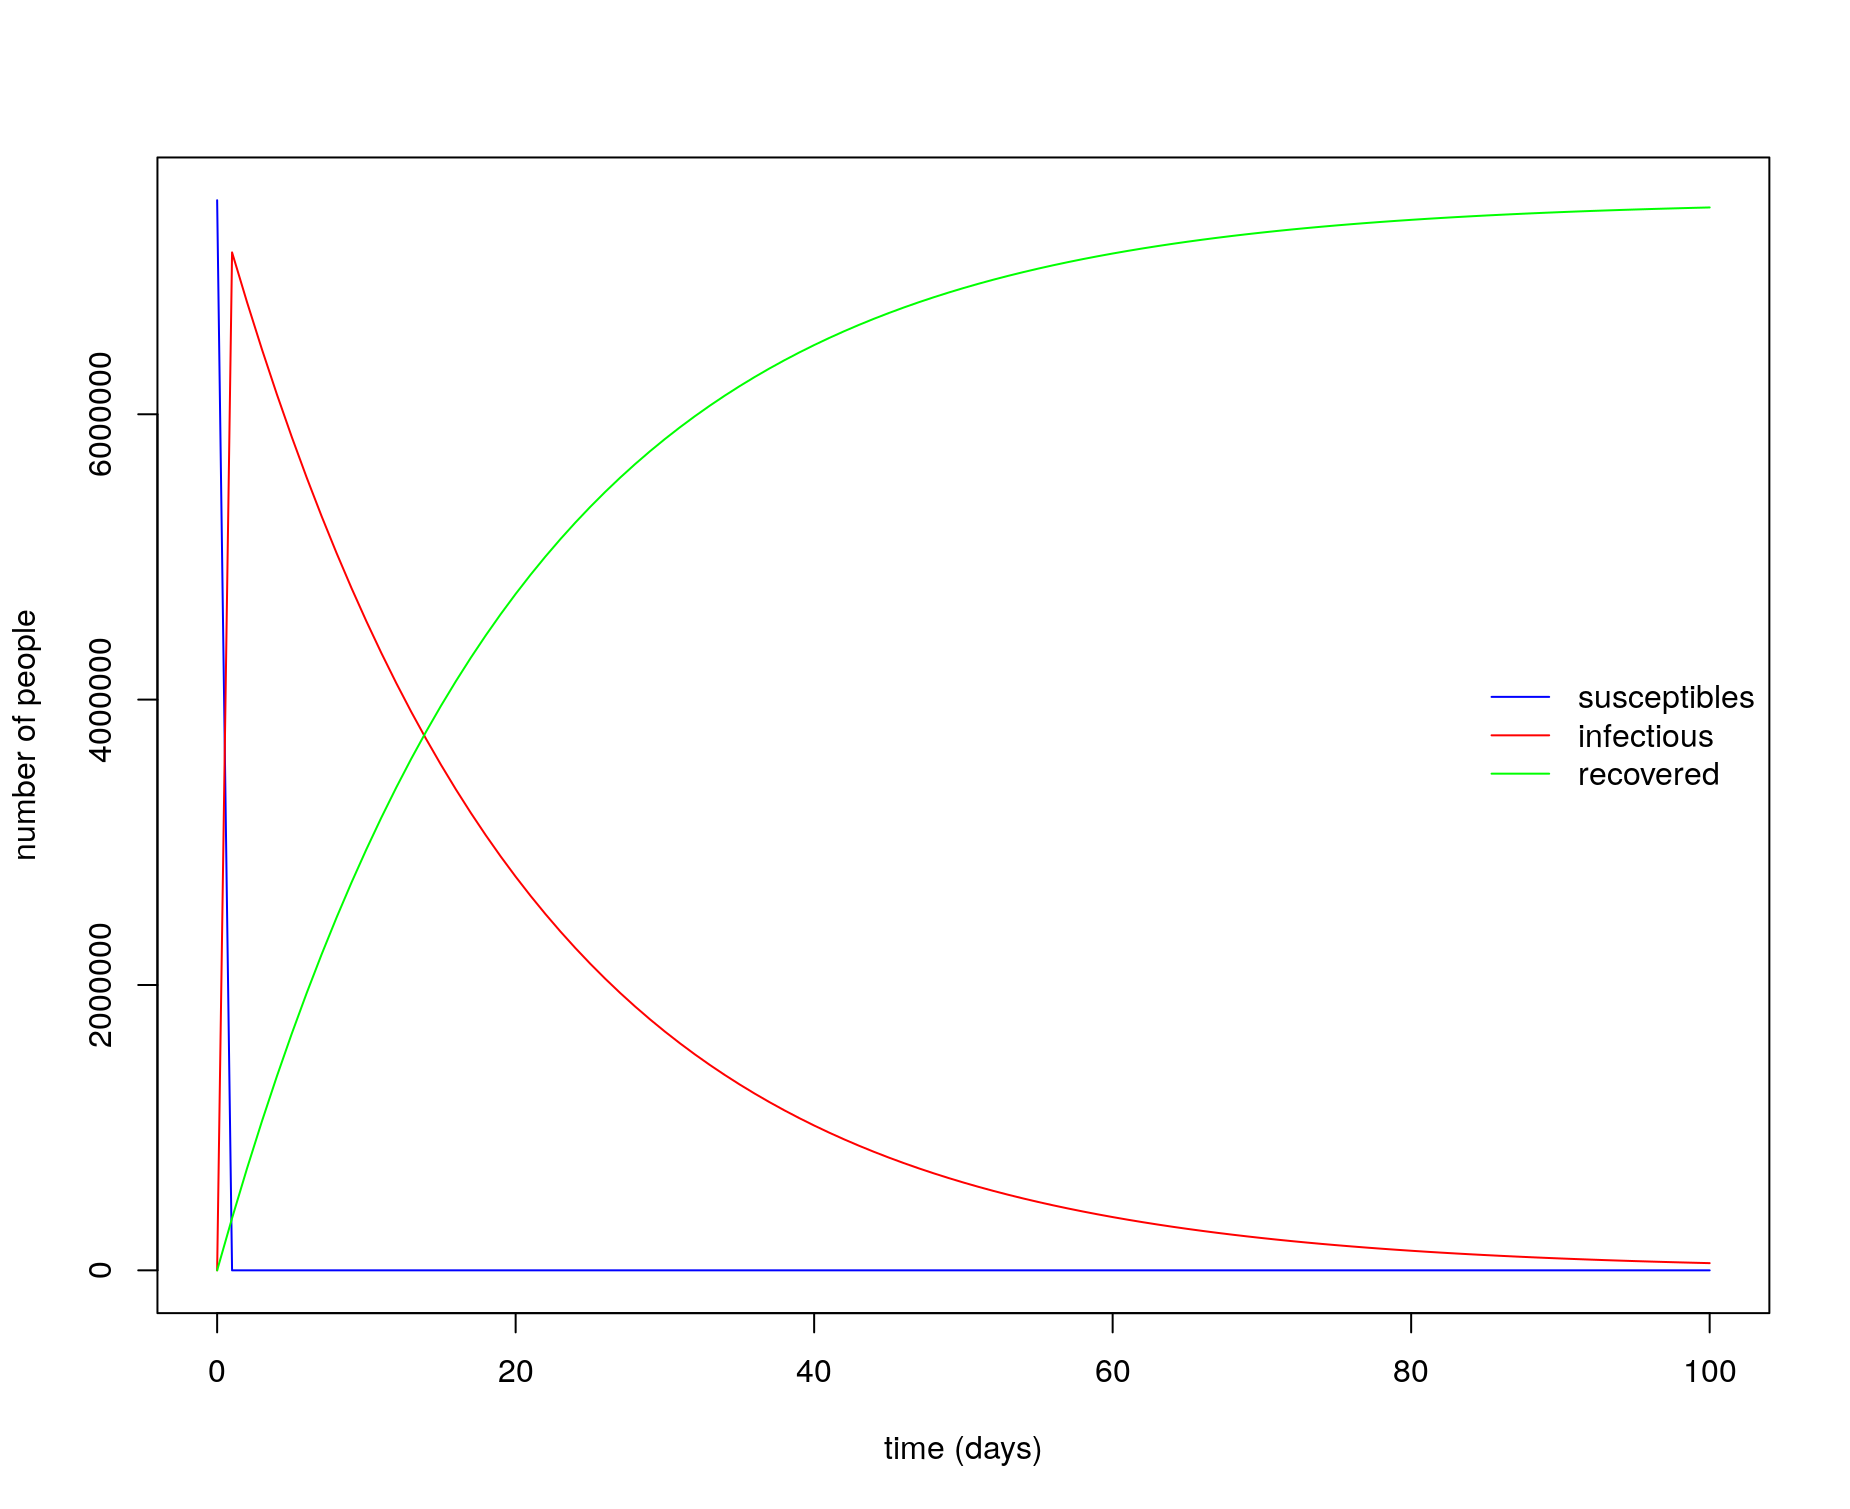 number of people
6000000
4000000
2000000
0
susceptibles
infectious
recovered
0 20 40 60 80 100
time (days)